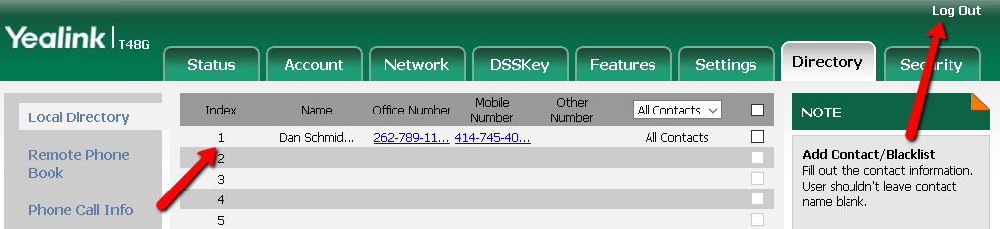 Log Out
Yealink | T48G
Status Account Network DSSKey Features Settings Directory Security
Local Directory
Remote Phone
Book
Phone Call Info
Index Name Office Number Mobile Number Other Number All Contacts
1 Dan Schmid... 262-789-11... 414-745-40... All Contacts
2
3
4
5
NOTE
Add Contact/Blacklist
Fill out the contact information.
User shouldn't leave contact
name blank.